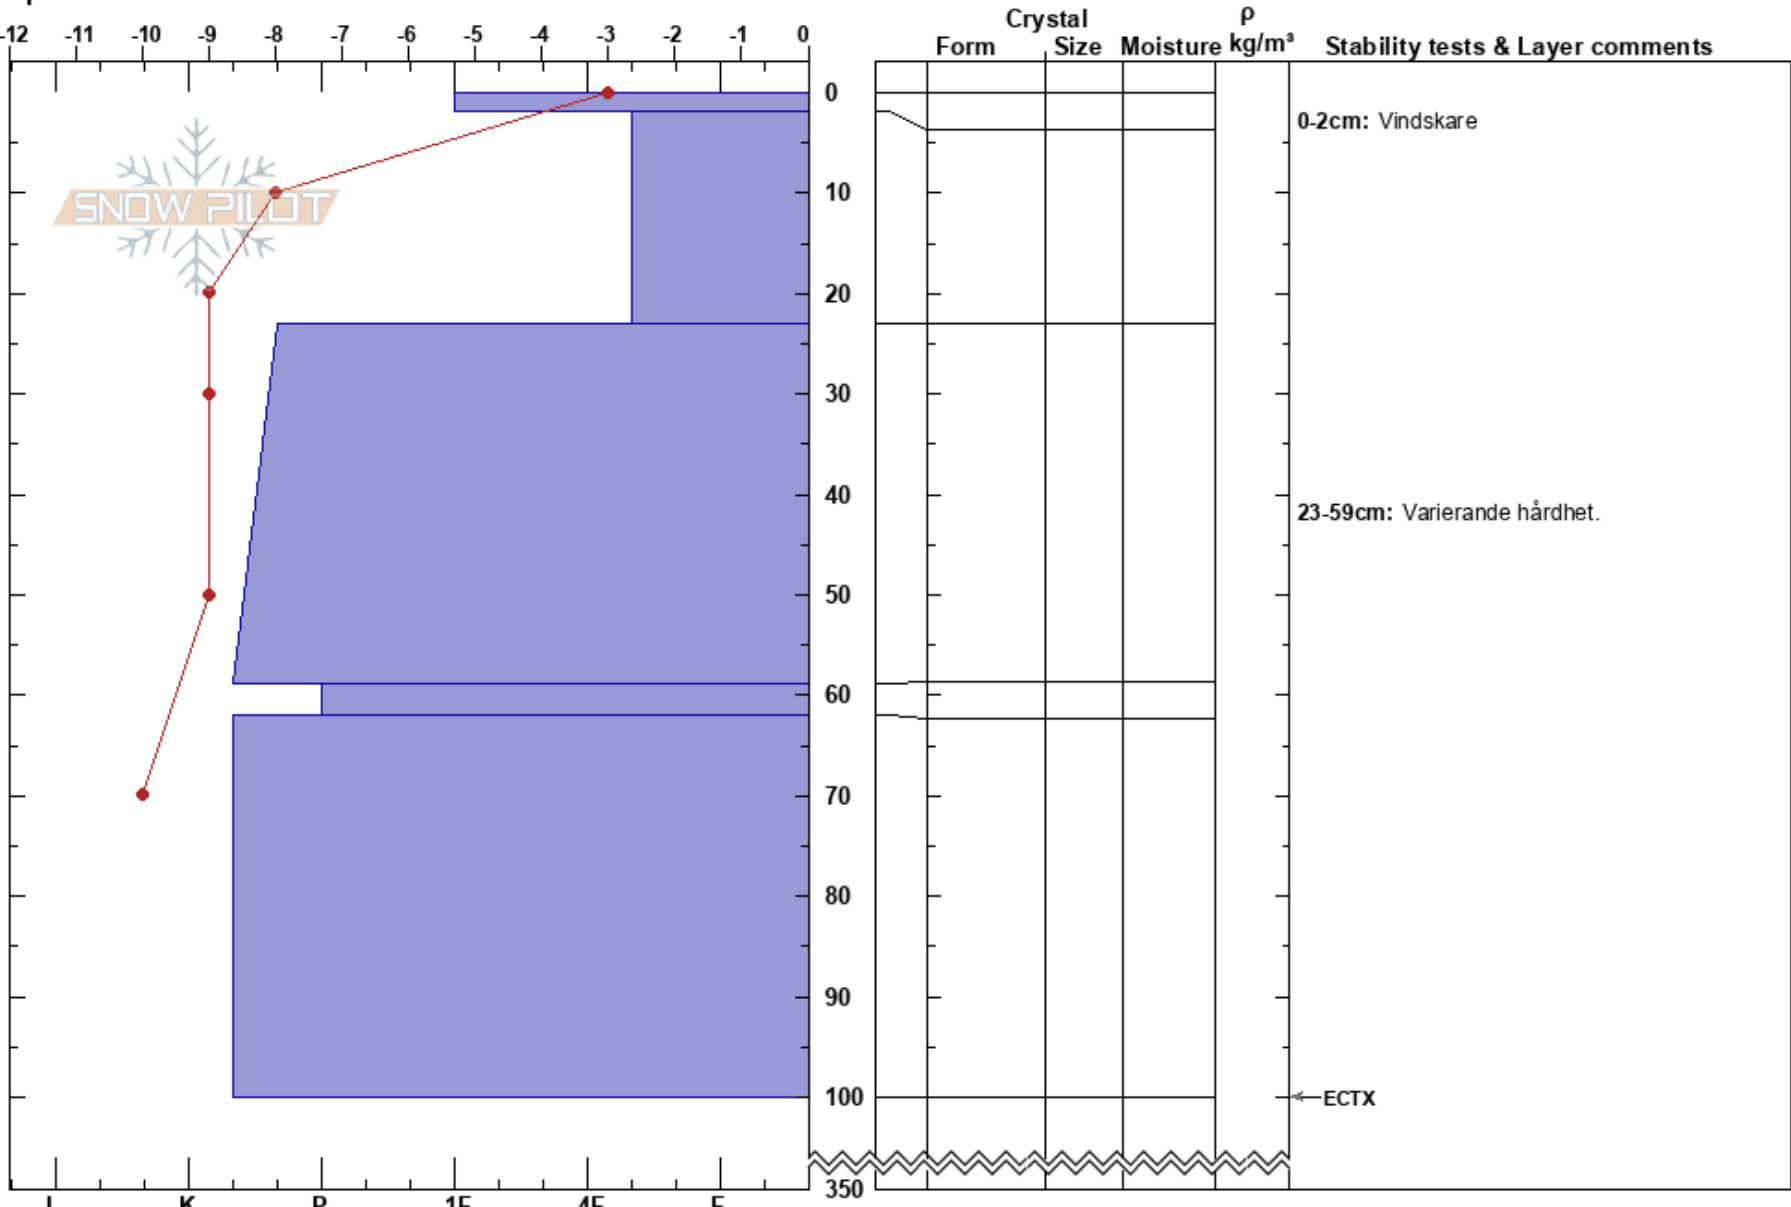 Crystal
ρ
-12 -11 -10 -9 -8 -7 -6 -5 -4 -3 -2 -1 0
Form Size Moisture kg/m³ Stability tests & Layer comments
0
0-2cm: Vindskare
SNOW PILOT
10
20
30
40
23-59cm: Varierande hårdhet.
50
60
70
80
90
100
ECTX
350
I K P 1F 4F F